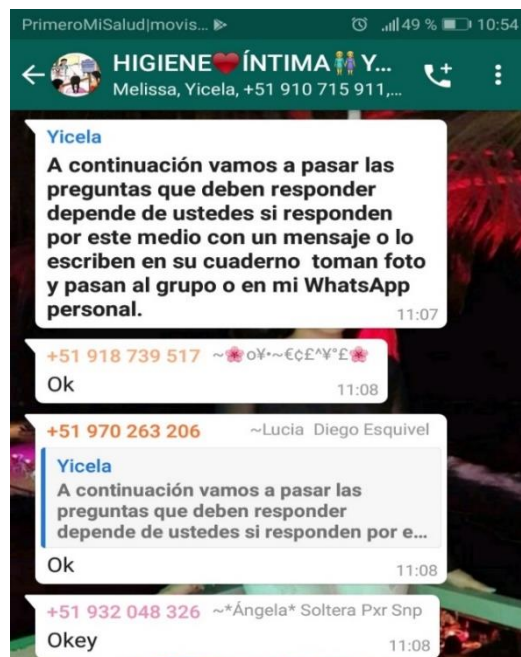 PrimeroMiSalud|movis... 49 % 10:54
HIGIENE❤️ÍNTIMA👫Y...
Melissa, Yicela, +51 910 715 911,...
Yicela
A continuación vamos a pasar las
preguntas que deben responder
depende de ustedes si responden
por este medio con un mensaje o lo
escriben en su cuaderno toman foto
y pasan al grupo o en mi WhatsApp
personal.
11:07
+51 918 739 517 ~🌸o¥•~€¢£^¥°£🌸
Ok
11:08
+51 970 263 206 ~Lucia Diego Esquivel
Yicela
A continuación vamos a pasar las
preguntas que deben responder
depende de ustedes si responden por e...
Ok
11:08
+51 932 048 326 ~*Ángela* Soltera Pxr Snp
Okey
11:08